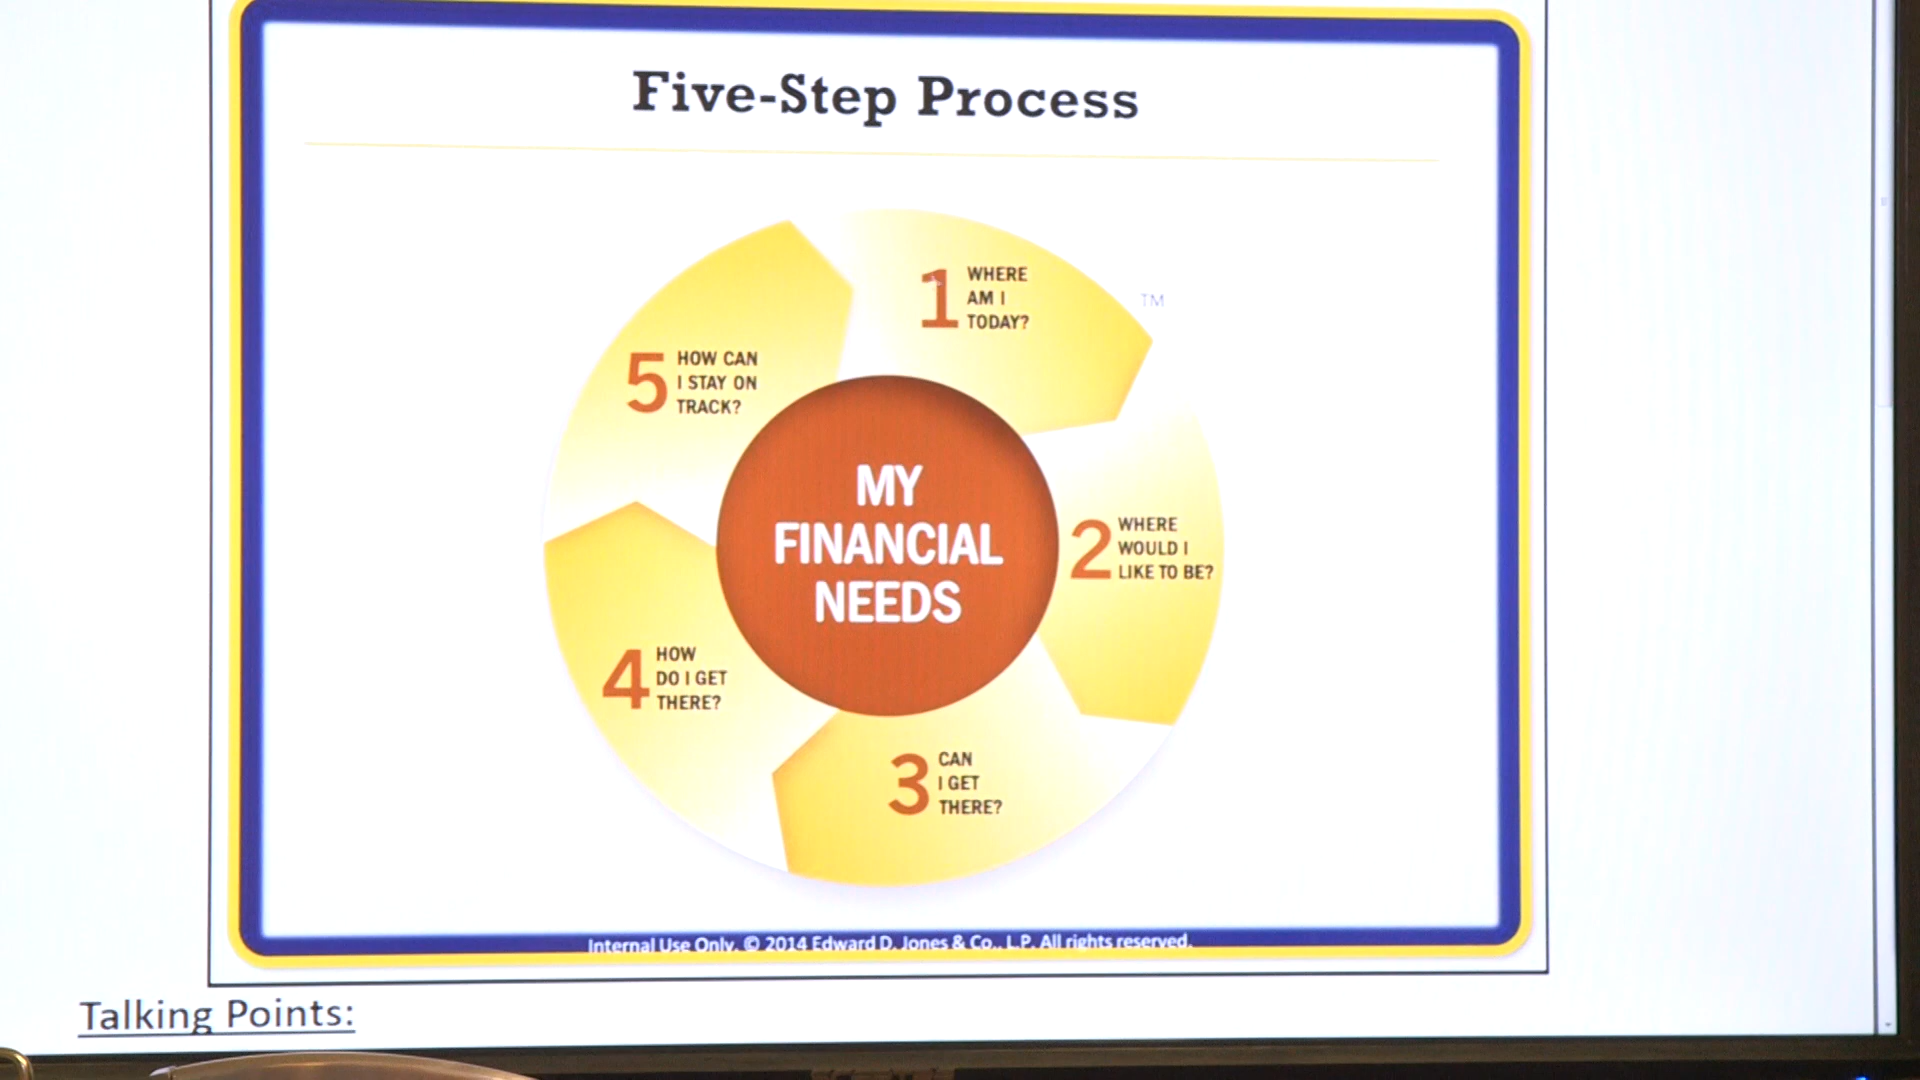 Five-Step Process
1
WHERE
AM I
TODAY?
TM
2
WHERE
WOULD I
LIKE TO BE?
3
CAN
I GET
THERE?
4
HOW
DO I GET
THERE?
5
HOW CAN
I STAY ON
TRACK?
MY
FINANCIAL
NEEDS
Internal Use Only. © 2014 Edward D. Jones & Co., L.P. All rights reserved.
Talking Points: